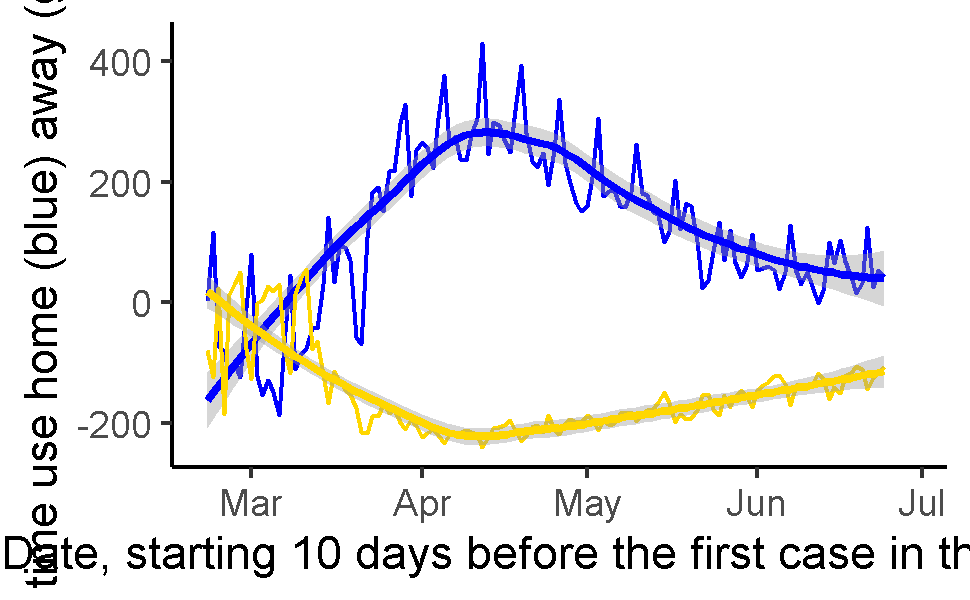 time use home (blue) away (
400
200
0
-200
Mar Apr May Jun Jul
Date, starting 10 days before the first case in th